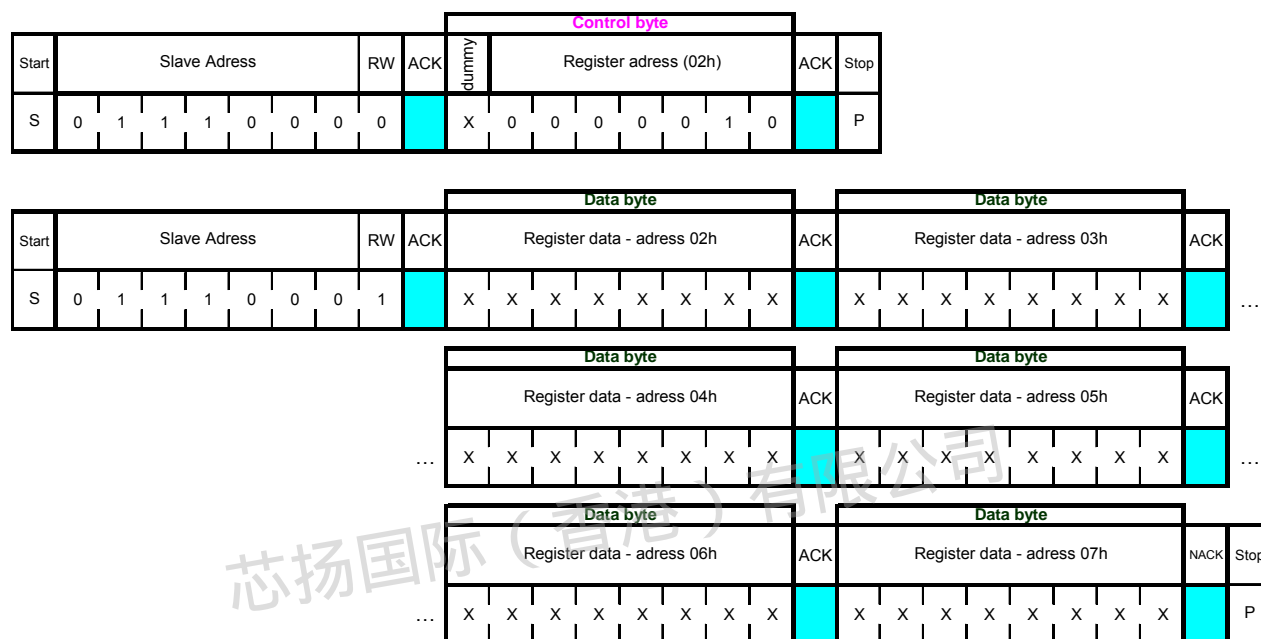 Control byte
Start Slave Adress RW ACK dummy Register adress (02h) ACK Stop
S 0 1 1 1 0 0 0 0 X 0 0 0 0 0 1 0 P
Data byte Data byte
Start Slave Adress RW ACK Register data - adress 02h ACK Register data - adress 03h ACK
S 0 1 1 1 0 0 0 1 X X X X X X X X X X X X X X X X …
Data byte Data byte
Register data - adress 04h ACK Register data - adress 05h ACK
… X X X X X X X X X X X X X X X X …
Data byte Data byte
Register data - adress 06h ACK Register data - adress 07h NACK Stop
… X X X X X X X X X X X X X X X X P
芯扬国际（香港）有限公司